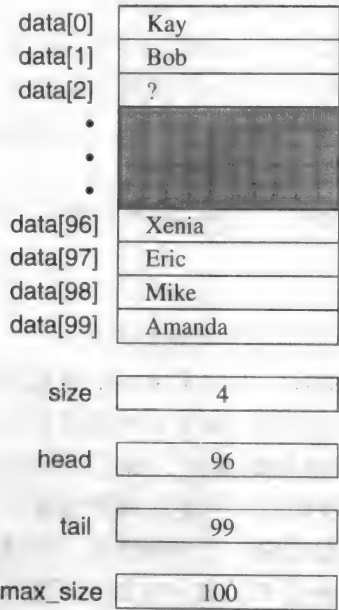 data[0] Kay
data[1] Bob
data[2] ?
data[96] Xenia
data[97] Eric
data[98] Mike
data[99] Amanda
size 4
head 96
tail 99
max_size 100